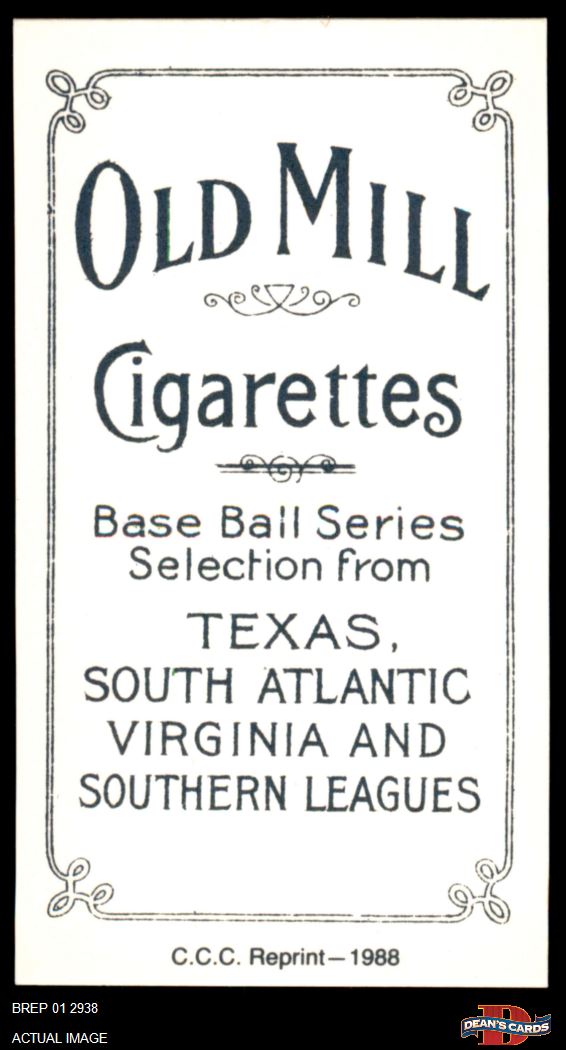 OLD MILL
Cigarettes
Base Ball Series
Selection from
TEXAS,
SOUTH ATLANTIC
VIRGINIA AND
SOUTHERN LEAGUES
C.C.C. Reprint—1988
BREP 01 2938
ACTUAL IMAGE
D
DEAN'S CARDS